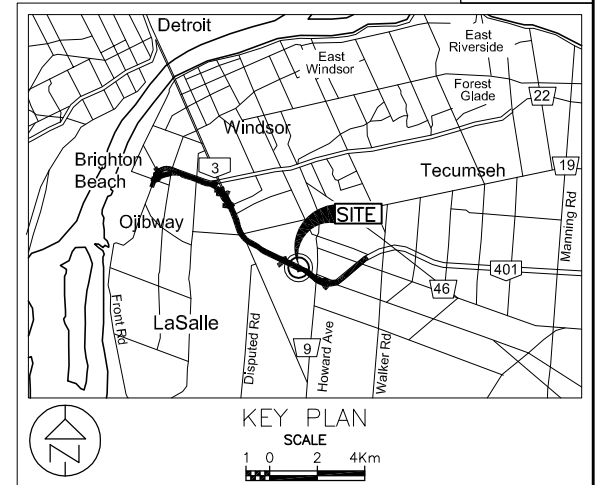 Detroit
East
Riverside
East
Windsor
Forest
Glade
22
Windsor
Brighton
Beach
3
Tecumseh
19
Ojibway
SITE
Manning Rd
401
46
Front Rd
LaSalle
Disputed Rd
9
Howard Ave
Walker Rd
N
KEY PLAN
SCALE
1 0 2 4Km